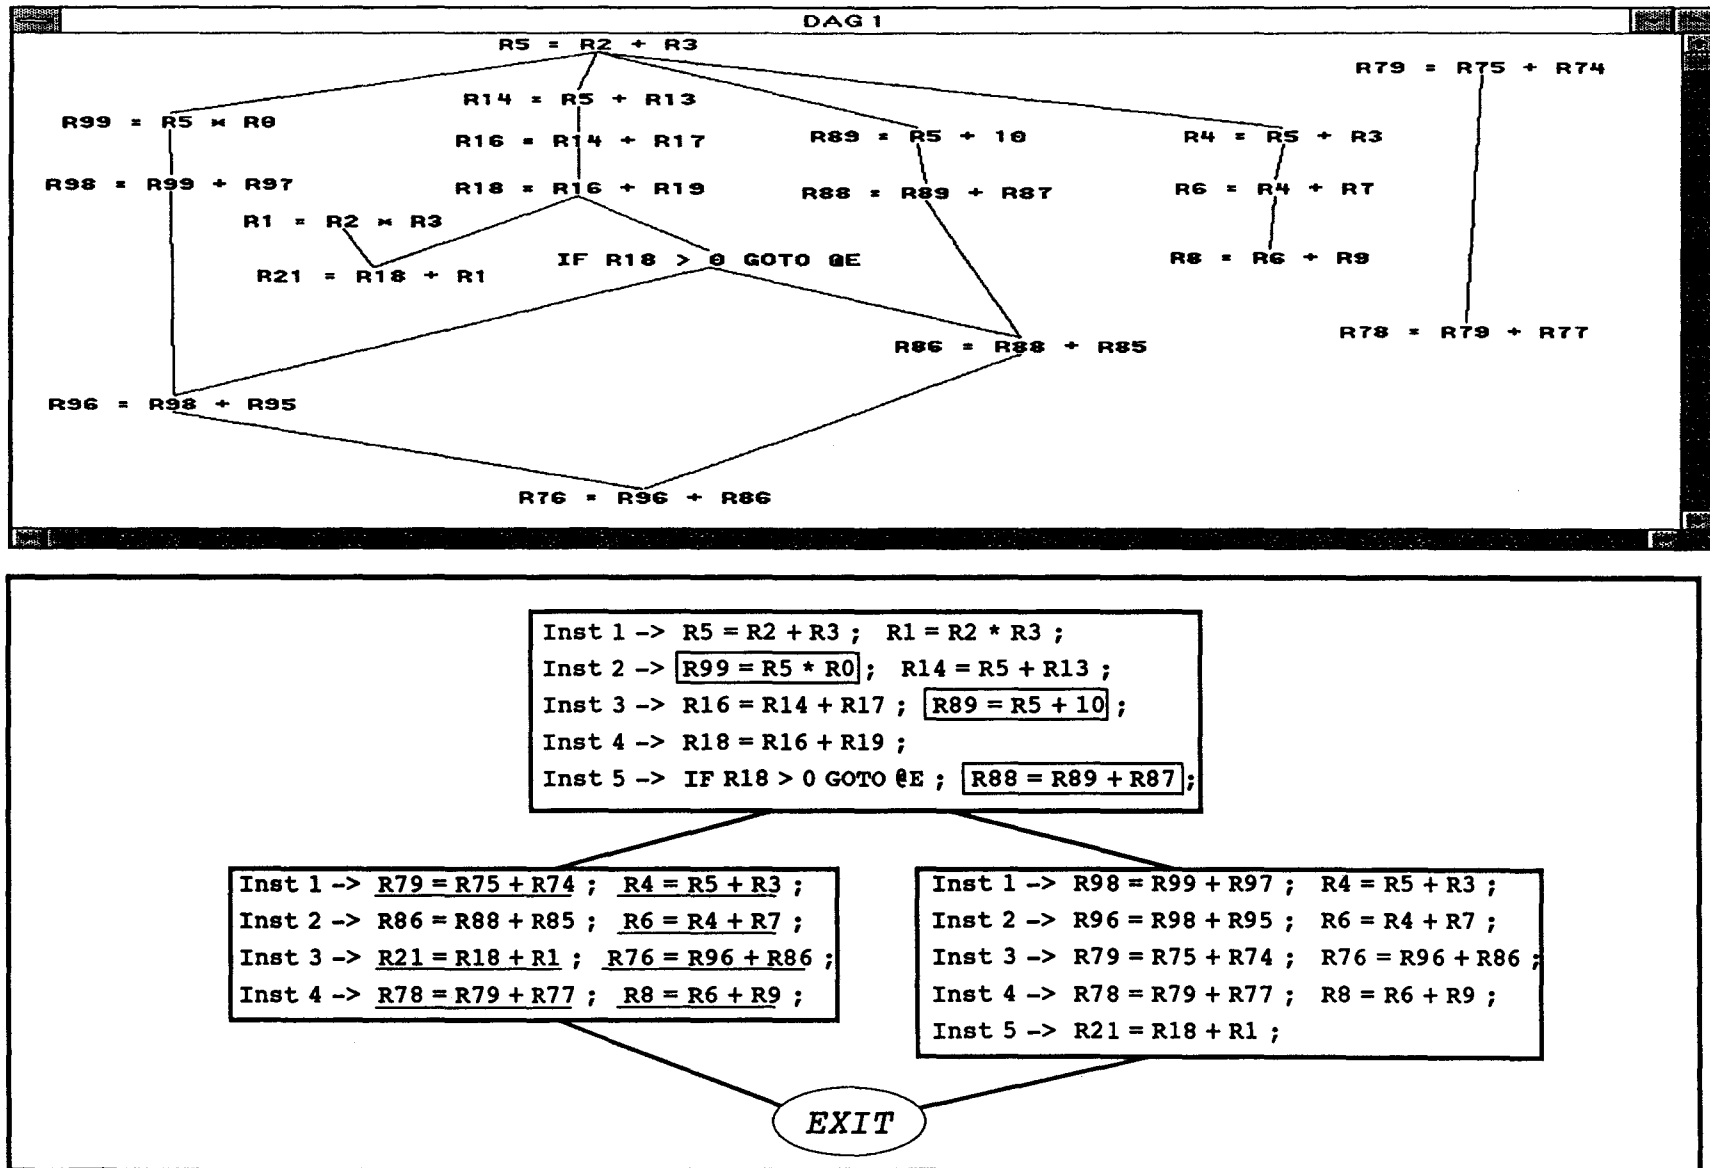 DAG 1
R5 = R2 + R3
R79 = R75 + R74
R14 = R5 + R13
R99 = R5 * R0
R16 = R14 + R17
R89 = R5 + 10
R4 = R5 + R3
R98 = R99 + R97
R18 = R16 + R19
R88 = R89 + R87
R6 = R4 + R7
R1 = R2 * R3
IF R18 > 0 GOTO @E
R8 = R6 + R9
R21 = R18 + R1
R78 = R79 + R77
R86 = R88 + R85
R96 = R98 + R95
R76 = R96 + R86
Inst 1 -> R5 = R2 + R3 ; R1 = R2 * R3 ;
Inst 2 -> R99 = R5 * R0 ; R14 = R5 + R13 ;
Inst 3 -> R16 = R14 + R17 ; R89 = R5 + 10 ;
Inst 4 -> R18 = R16 + R19 ;
Inst 5 -> IF R18 > 0 GOTO @E ; R88 = R89 + R87 ;
Inst 1 -> R79 = R75 + R74 ; R4 = R5 + R3 ;
Inst 2 -> R86 = R88 + R85 ; R6 = R4 + R7 ;
Inst 3 -> R21 = R18 + R1 ; R76 = R96 + R86 ;
Inst 4 -> R78 = R79 + R77 ; R8 = R6 + R9 ;
Inst 1 -> R98 = R99 + R97 ; R4 = R5 + R3 ;
Inst 2 -> R96 = R98 + R95 ; R6 = R4 + R7 ;
Inst 3 -> R79 = R75 + R74 ; R76 = R96 + R86 ;
Inst 4 -> R78 = R79 + R77 ; R8 = R6 + R9 ;
Inst 5 -> R21 = R18 + R1 ;
EXIT